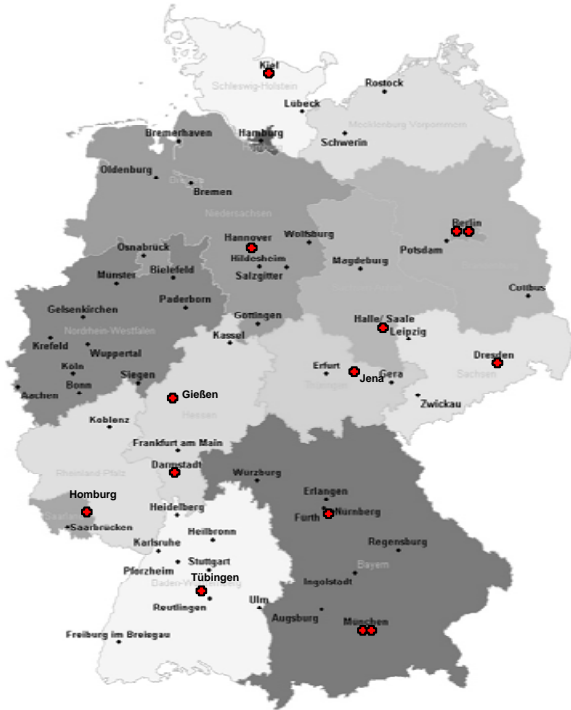 Kiel
Schleswig-Holstein
Rostock
Lübeck
Mecklenburg-Vorpommern
Bremerhaven
Hamburg
Schwerin
Oldenburg
Bremen
Niedersachsen
Berlin
Hannover
Wolfsburg
Potsdam
Osnabrück
Hildesheim
Salzgitter
Magdeburg
Münster
Bielefeld
Cottbus
Paderborn
Gelsenkirchen
Göttingen
Halle/ Saale
Nordrhein-Westfalen
Kassel
Leipzig
Krefeld
Wuppertal
Dresden
Köln
Erfurt
Sachsen
Bonn
Siegen
Jena
Gera
Aachen
Gießen
Zwickau
Hessen
Koblenz
Frankfurt am Main
Darmstadt
Rheinland-Pfalz
Würzburg
Homburg
Erlangen
Heidelberg
Fürth
Nürnberg
Saarbrücken
Heilbronn
Karlsruhe
Regensburg
Stuttgart
Pforzheim
Bayern
Tübingen
Ingolstadt
Reutlingen
Ulm
Augsburg
München
Freiburg im Breisgau